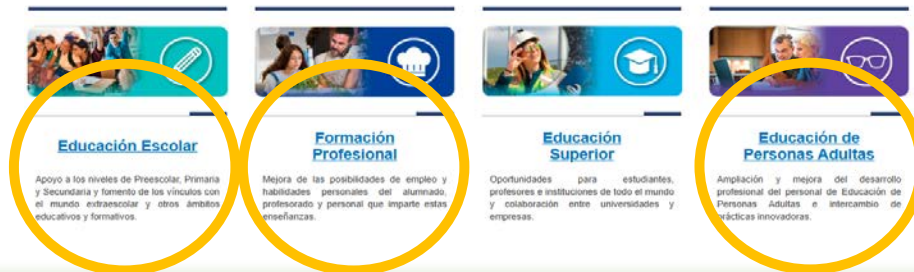 Educación Escolar
Apoyo a los niveles de Preescolar, Primaria
y Secundaria y fomento de los vínculos con
el mundo extraescolar y otros ámbitos
educativos y formativos.
Formación
Profesional
Mejora de las posibilidades de empleo y
habilidades personales del alumnado,
profesorado y personal que imparte estas
enseñanzas.
Educación
Superior
Oportunidades para estudiantes,
profesores e instituciones de todo el mundo
y colaboración entre universidades y
empresas.
Educación de
Personas Adultas
Ampliación y mejora del desarrollo
profesional del personal de Educación de
Personas Adultas e intercambio de
prácticas innovadoras.